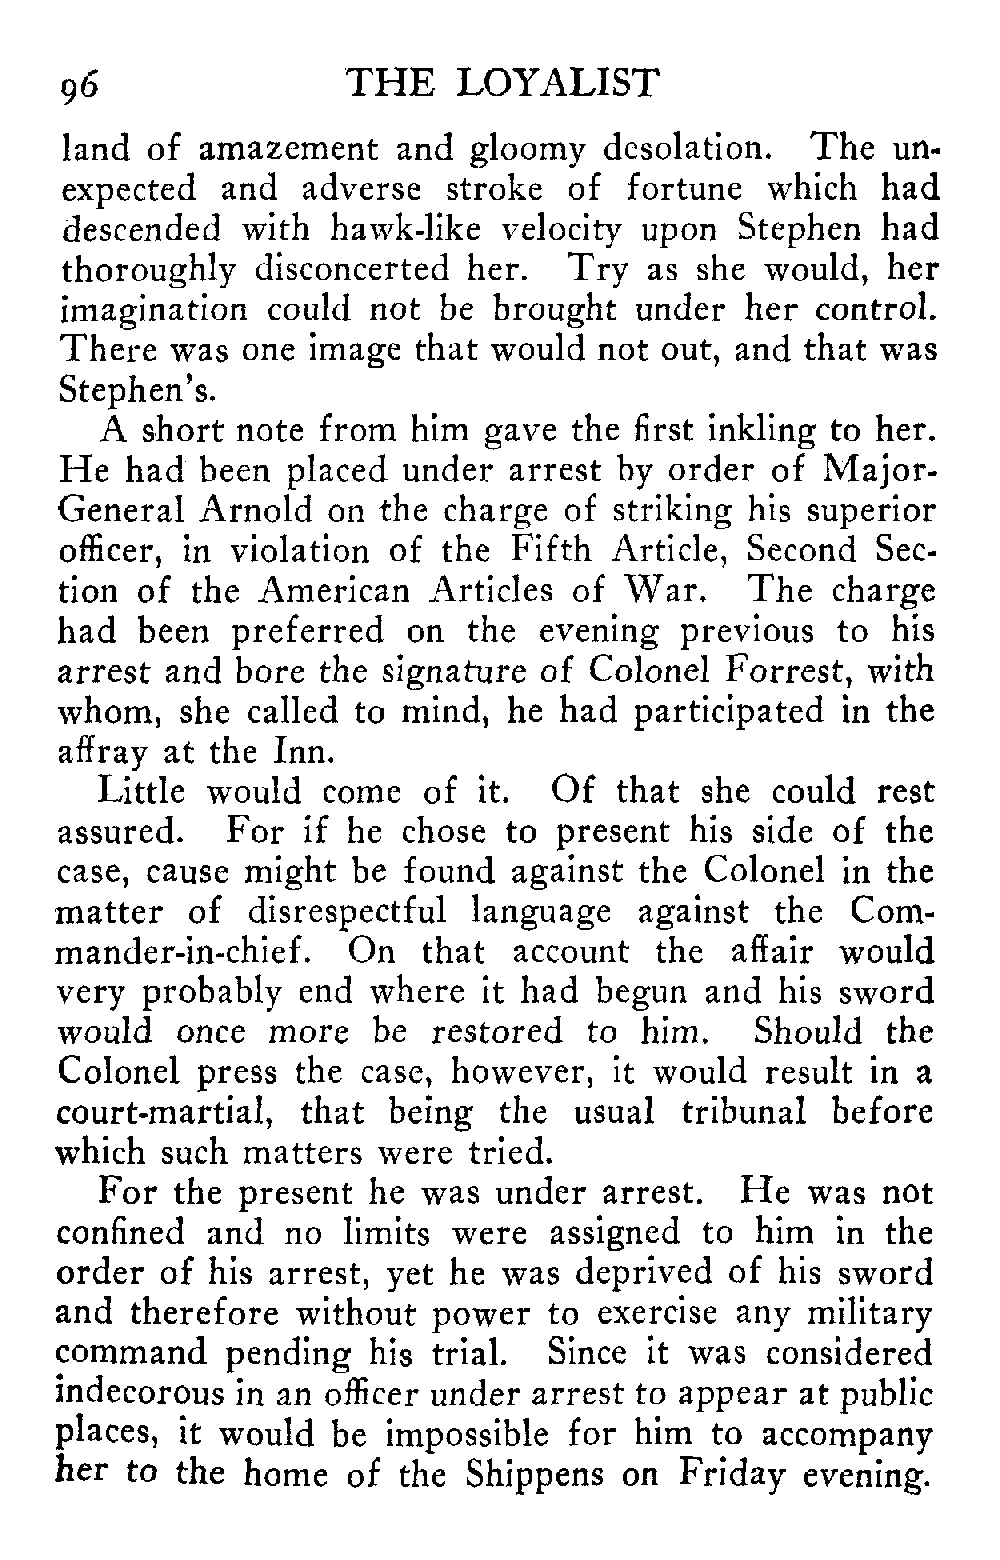 96 THE LOYALIST
land of amazement and gloomy desolation. The un-
expected and adverse stroke of fortune which had
descended with hawk-like velocity upon Stephen had
thoroughly disconcerted her. Try as she would, her
imagination could not be brought under her control.
There was one image that would not out, and that was
Stephen's.
A short note from him gave the first inkling to her.
He had been placed under arrest by order of Major-
General Arnold on the charge of striking his superior
officer, in violation of the Fifth Article, Second Sec-
tion of the American Articles of War. The charge
had been preferred on the evening previous to his
arrest and bore the signature of Colonel Forrest, with
whom, she called to mind, he had participated in the
affray at the Inn.
Little would come of it. Of that she could rest
assured. For if he chose to present his side of the
case, cause might be found against the Colonel in the
matter of disrespectful language against the Com-
mander-in-chief. On that account the affair would
very probably end where it had begun and his sword
would once more be restored to him. Should the
Colonel press the case, however, it would result in a
court-martial, that being the usual tribunal before
which such matters were tried.
For the present he was under arrest. He was not
confined and no limits were assigned to him in the
order of his arrest, yet he was deprived of his sword
and therefore without power to exercise any military
command pending his trial. Since it was considered
indecorous in an officer under arrest to appear at public
places, it would be impossible for him to accompany
her to the home of the Shippens on Friday evening.